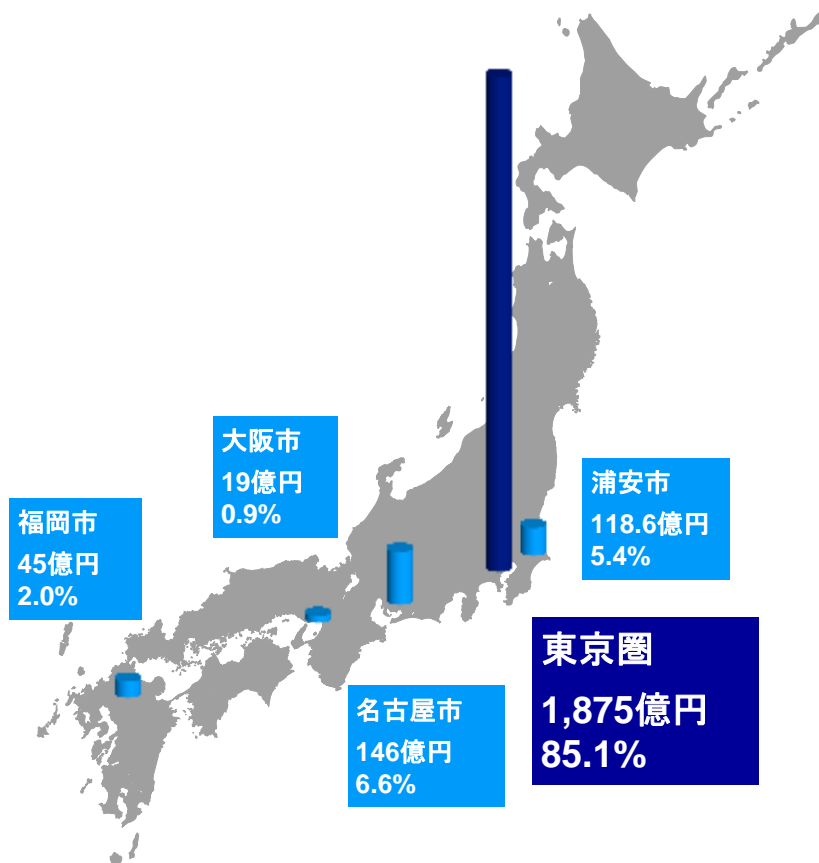 大阪市
19億円
0.9%
浦安市
118.6億円
5.4%
福岡市
45億円
2.0%
東京圏
1,875億円
85.1%
名古屋市
146億円
6.6%